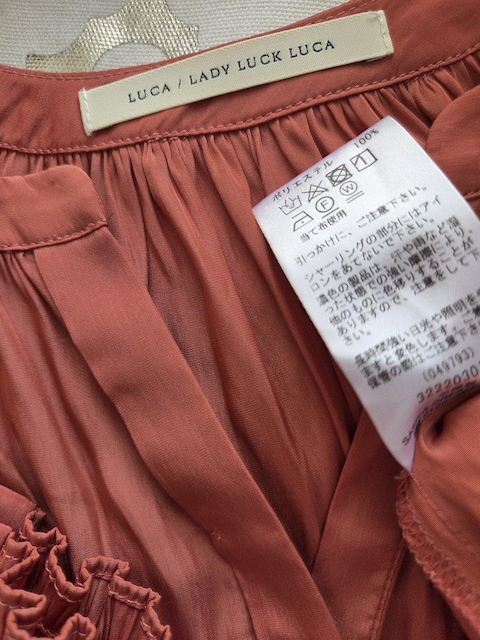 LUCA / LADY LUCK LUCA
ポリエステル 100%
当て布使用
引っかけに、ご注意下さい。
シャーリングの部分にはアイ
ロンをあてないで下さい。
濃色の製品は、汗や雨など湿
った状態での強い摩擦により
他のものに色移りすることが
ありますので、注意をして下
長時間強い日光や照明を
ますと変色します。
保管の際はご注意
(049793)
3222030